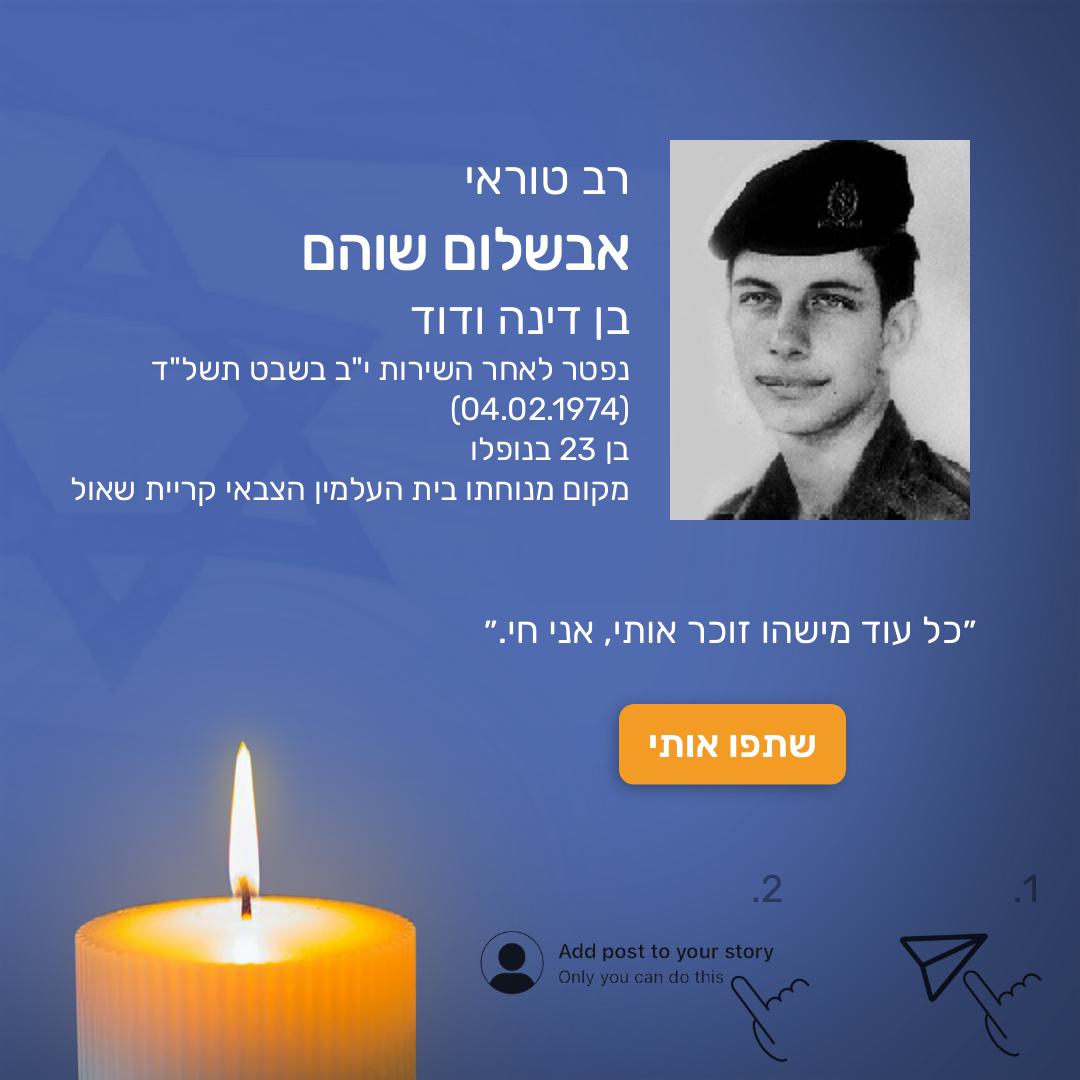 רב טוראי
אבשלום שוהם
בן דינה ודוד
נפטר לאחר השירות י"ב בשבט תשל"ד
(04.02.1974)
בן 23 בנופלו
מקום מנוחתו בית העלמין הצבאי קריית שאול
״כל עוד מישהו זוכר אותי, אני חי.״
שתפו אותי
.1
.2
Add post to your story
Only you can do this